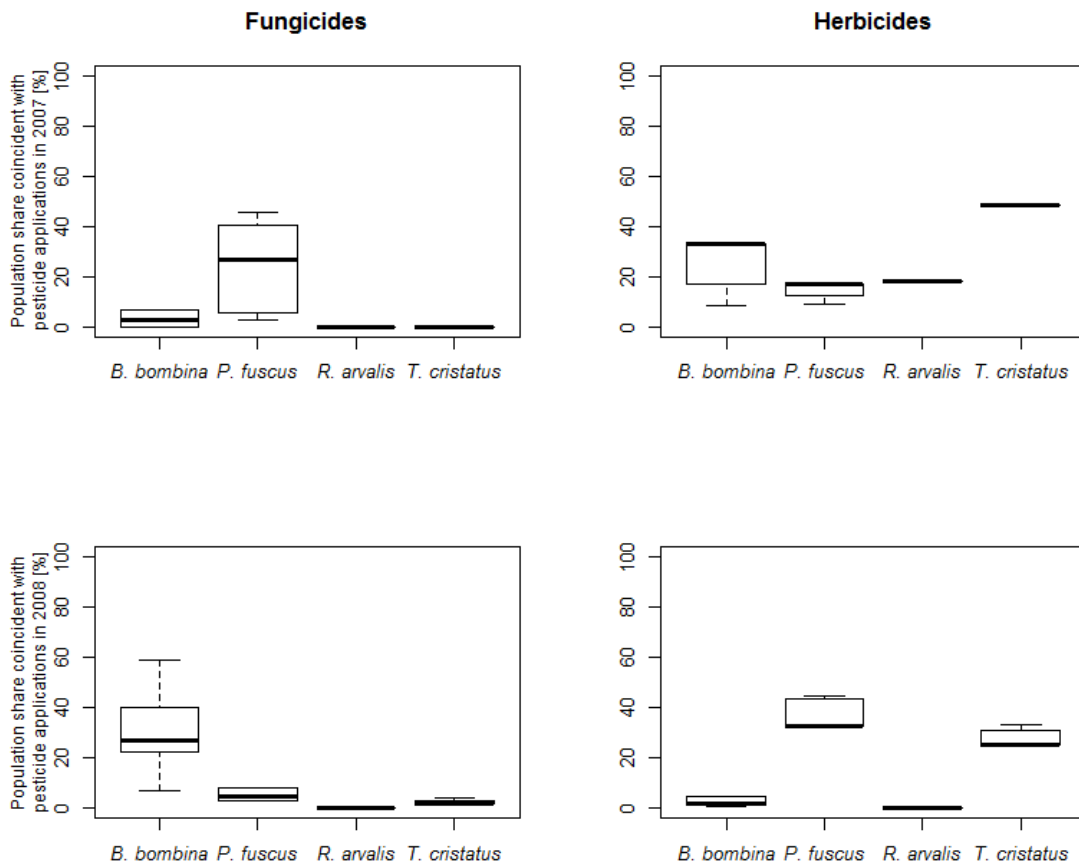 Fungicides
Herbicides
Population share coincident with
pesticide applications in 2007 [%]
100
80
60
40
20
0
B. bombina P. fuscus R. arvalis T. cristatus
100
80
60
40
20
0
B. bombina P. fuscus R. arvalis T. cristatus
Population share coincident with
pesticide applications in 2008 [%]
100
80
60
40
20
0
B. bombina P. fuscus R. arvalis T. cristatus
100
80
60
40
20
0
B. bombina P. fuscus R. arvalis T. cristatus